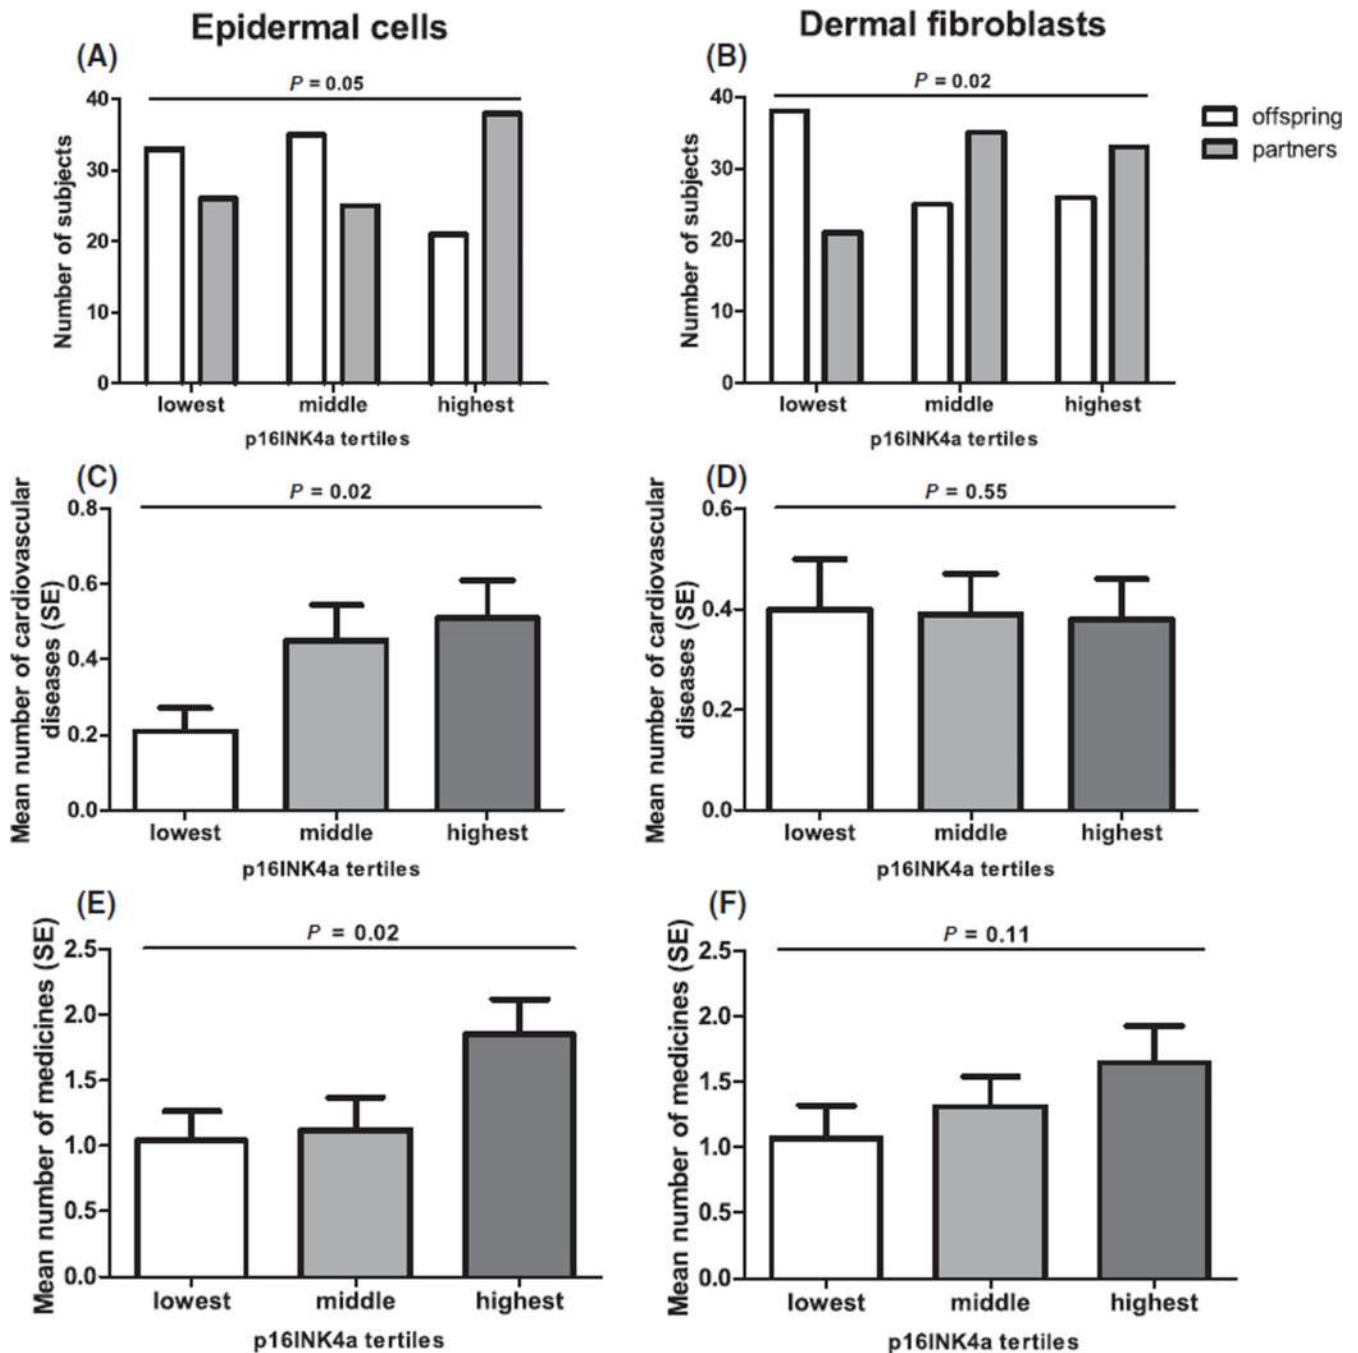 Epidermal cells
Dermal fibroblasts
(A)
P = 0.05
40
30
20
10
0
Number of subjects
lowest middle highest
p16INK4a tertiles
(B)
P = 0.02
40
30
20
10
0
Number of subjects
lowest middle highest
p16INK4a tertiles
offspring
partners
(C)
P = 0.02
0.8
0.6
0.4
0.2
0.0
Mean number of cardiovascular
diseases (SE)
lowest middle highest
p16INK4a tertiles
(D)
P = 0.55
0.6
0.4
0.2
0.0
Mean number of cardiovascular
diseases (SE)
lowest middle highest
p16INK4a tertiles
(E)
P = 0.02
2.5
2.0
1.5
1.0
0.5
0.0
Mean number of medicines (SE)
lowest middle highest
p16INK4a tertiles
(F)
P = 0.11
2.5
2.0
1.5
1.0
0.5
0.0
Mean number of medicines (SE)
lowest middle highest
p16INK4a tertiles